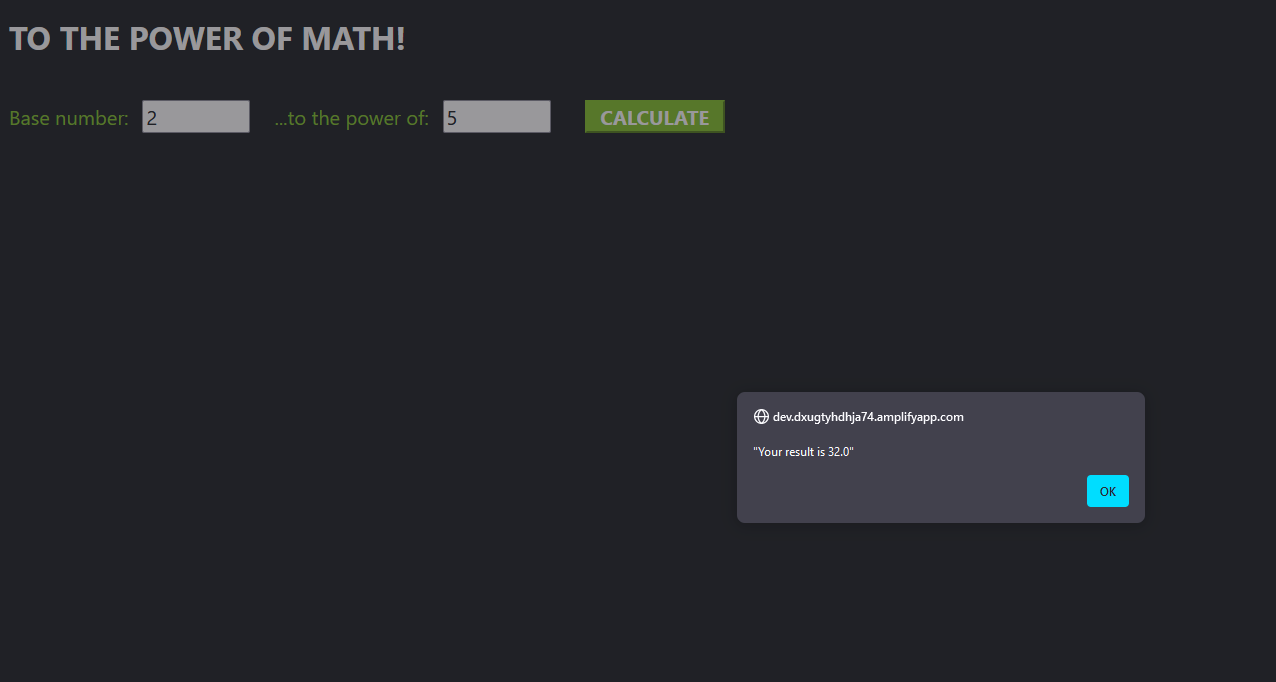 TO THE POWER OF MATH!
Base number: 2 ...to the power of: 5 CALCULATE
dev.dxugtyhdhja74.amplifyapp.com
"Your result is 32.0"
OK